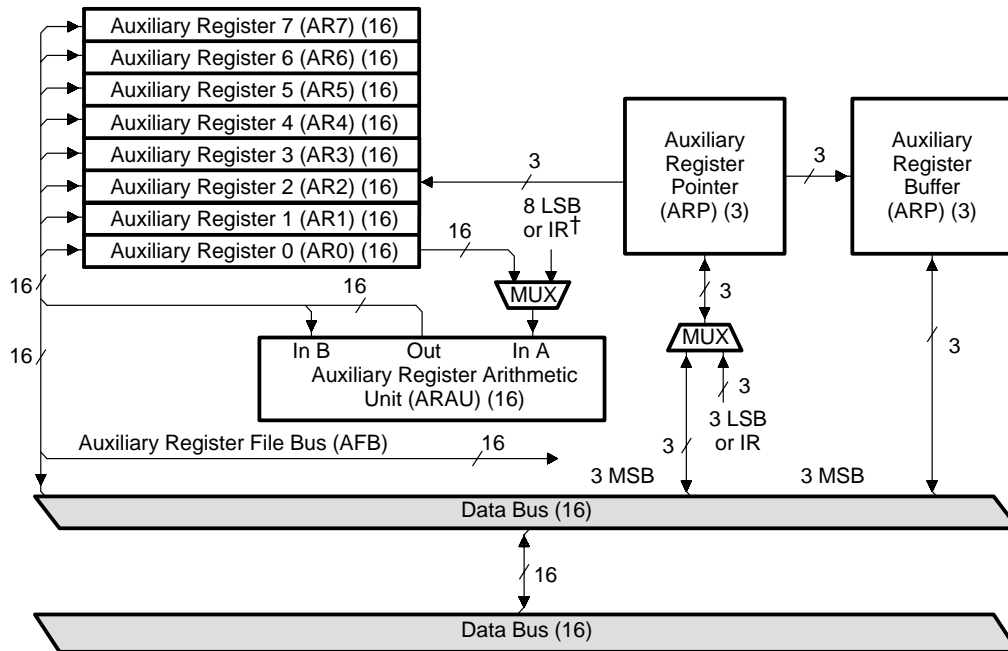 Auxiliary Register 7 (AR7) (16)
Auxiliary Register 6 (AR6) (16)
Auxiliary Register 5 (AR5) (16)
Auxiliary Register 4 (AR4) (16)
Auxiliary Register 3 (AR3) (16)
Auxiliary Register 2 (AR2) (16)
Auxiliary Register 1 (AR1) (16)
Auxiliary Register 0 (AR0) (16)
3
8 LSB
or IR†
16
MUX
Auxiliary
Register
Pointer
(ARP) (3)
3
Auxiliary
Register
Buffer
(ARP) (3)
16
16
16
In B Out In A
Auxiliary Register Arithmetic
Unit (ARAU) (16)
3
MUX
3
3 LSB
or IR
3
3
Auxiliary Register File Bus (AFB)
16
3 MSB
3 MSB
Data Bus (16)
16
Data Bus (16)